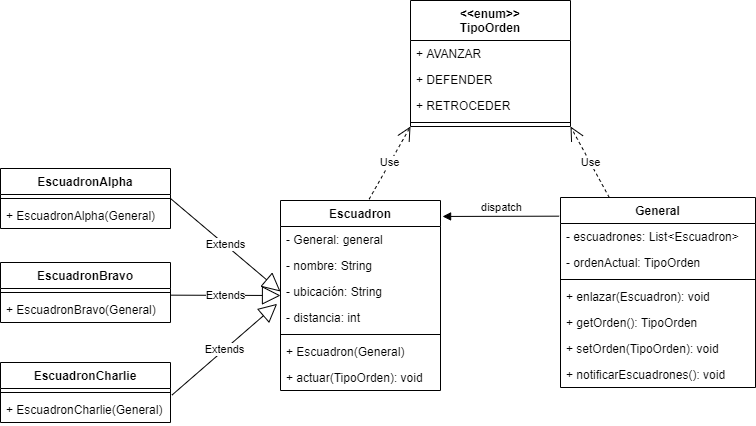 <<enum>>
TipoOrden
+ AVANZAR
+ DEFENDER
+ RETROCEDER
Use
Use
EscuadronAlpha
+ EscuadronAlpha(General)
Extends
EscuadronBravo
+ EscuadronBravo(General)
Extends
EscuadronCharlie
+ EscuadronCharlie(General)
Extends
Escuadron
- General: general
- nombre: String
- ubicación: String
- distancia: int
+ Escuadron(General)
+ actuar(TipoOrden): void
dispatch
General
- escuadrones: List<Escuadron>
- ordenActual: TipoOrden
+ enlazar(Escuadron): void
+ getOrden(): TipoOrden
+ setOrden(TipoOrden): void
+ notificarEscuadrones(): void